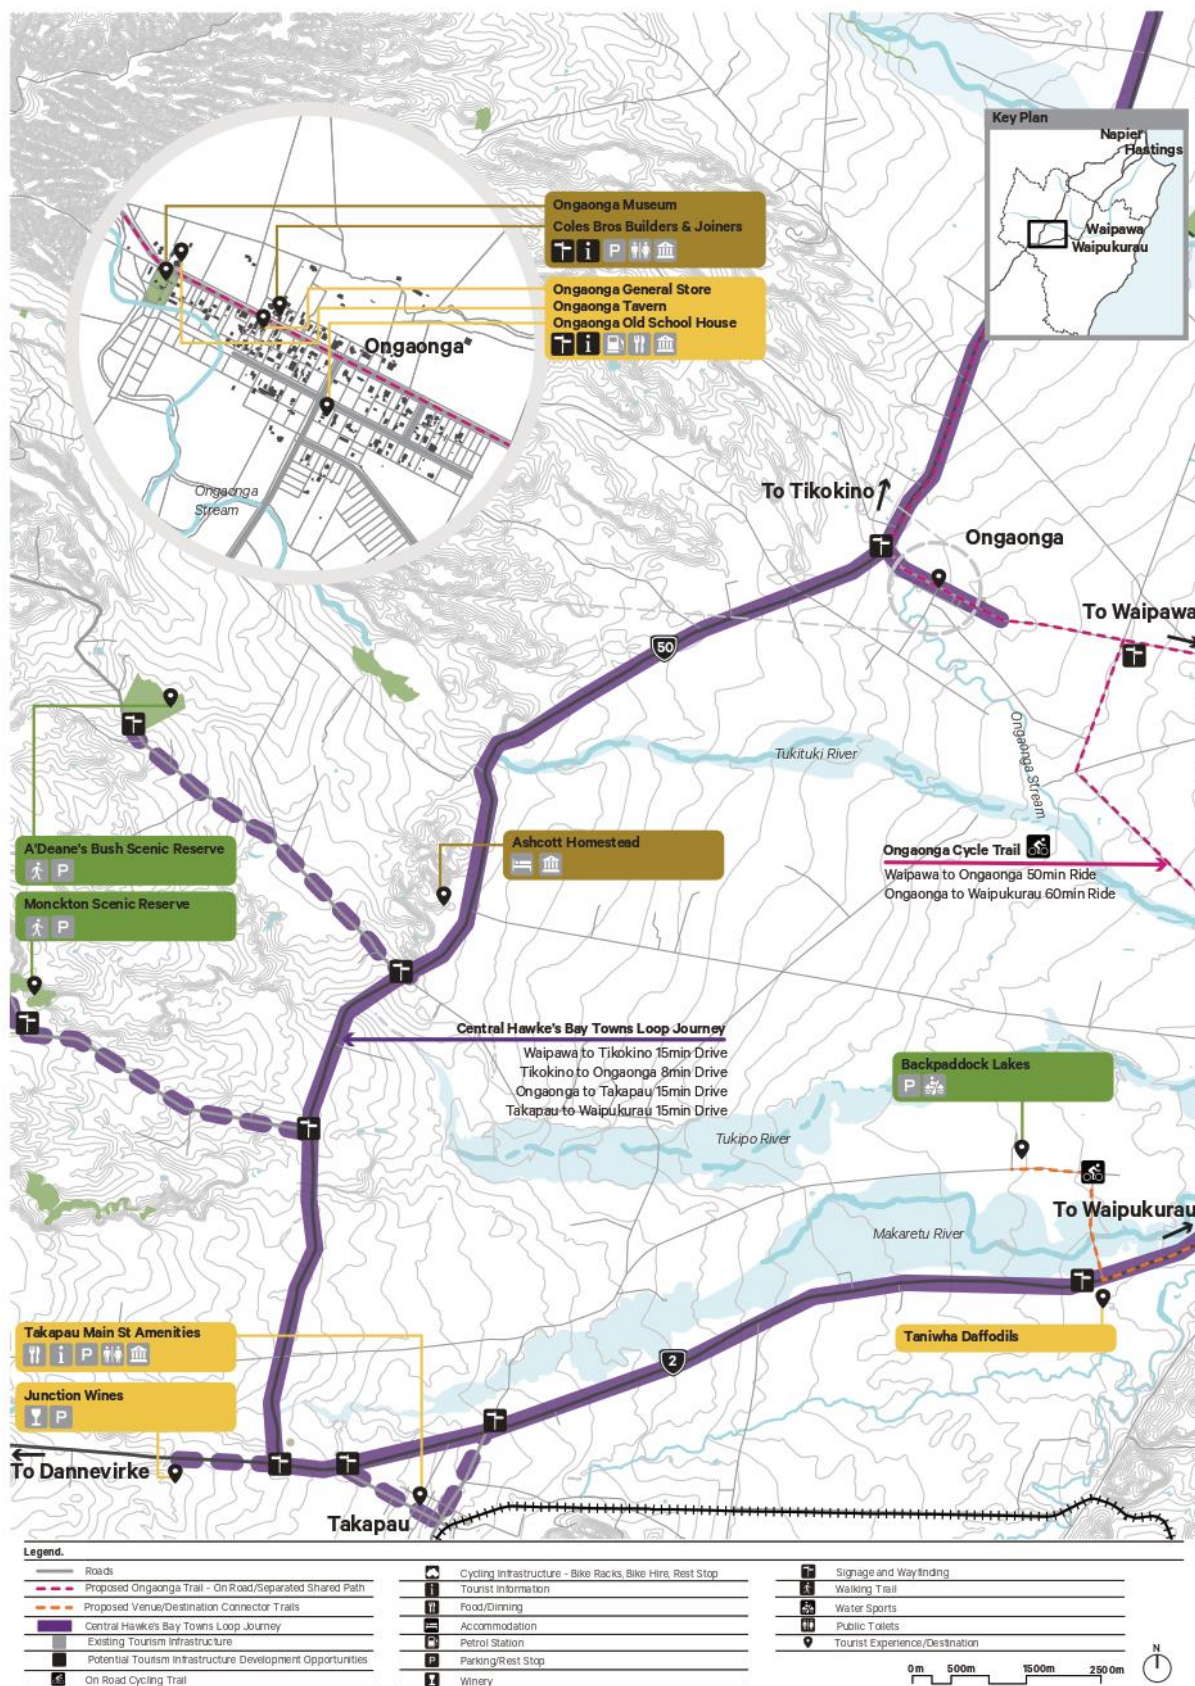 Key Plan
Napier
Hastings
Waipawa
Waipukurau
Ongaonga Museum
Coles Bros Builders & Joiners
i
P
Ongaonga General Store
Ongaonga Tavern
Ongaonga Old School House
i
Ongaonga
Ongaonga
Stream
To Tikokino
Ongaonga
To Waipawa
50
Tukituki River
Ongaonga Stream
A'Deane's Bush Scenic Reserve
P
Monckton Scenic Reserve
P
Ashcott Homestead
Ongaonga Cycle Trail
Waipawa to Ongaonga 50min Ride
Ongaonga to Waipukurau 60min Ride
Central Hawke's Bay Towns Loop Journey
Waipawa to Tikokino 15min Drive
Tikokino to Ongaonga 8min Drive
Ongaonga to Takapau 15min Drive
Takapau to Waipukurau 15min Drive
Backpaddock Lakes
P
Tukipo River
To Waipukurau
Makaretu River
Takapau Main St Amenities
i
P
Taniwha Daffodils
2
Junction Wines
P
To Dannevirke
Takapau
Legend.
Roads
Proposed Ongaonga Trail - On Road/Separated Shared Path
Proposed Venue/Destination Connector Trails
Central Hawke's Bay Towns Loop Journey
Existing Tourism Infrastructure
Potential Tourism Infrastructure Development Opportunities
On Road Cycling Trail
Cycling Infrastructure - Bike Racks, Bike Hire, Rest Stop
i Tourist Information
Food/Dinning
Accommodation
Petrol Station
P Parking/Rest Stop
Winery
Signage and Wayfinding
Walking Trail
Water Sports
Public Toilets
Tourist Experience/Destination
0m 500m 1500m 2500m
N